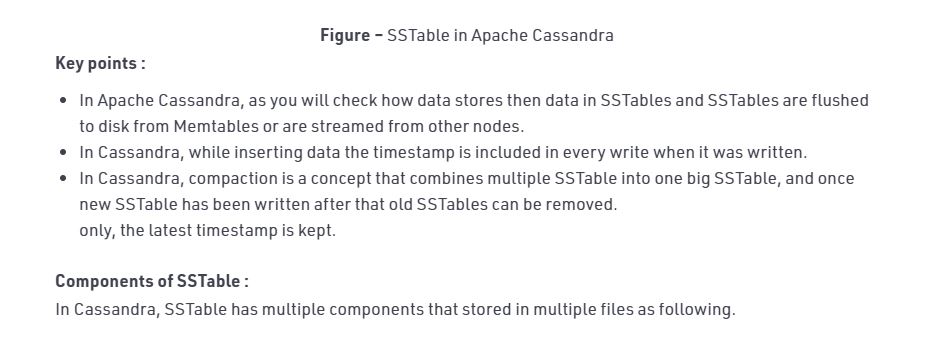 Figure – SSTable in Apache Cassandra
Key points :
• In Apache Cassandra, as you will check how data stores then data in SSTables and SSTables are flushed
to disk from Memtables or are streamed from other nodes.
• In Cassandra, while inserting data the timestamp is included in every write when it was written.
• In Cassandra, compaction is a concept that combines multiple SSTable into one big SSTable, and once
new SSTable has been written after that old SSTables can be removed.
only, the latest timestamp is kept.
Components of SSTable :
In Cassandra, SSTable has multiple components that stored in multiple files as following.